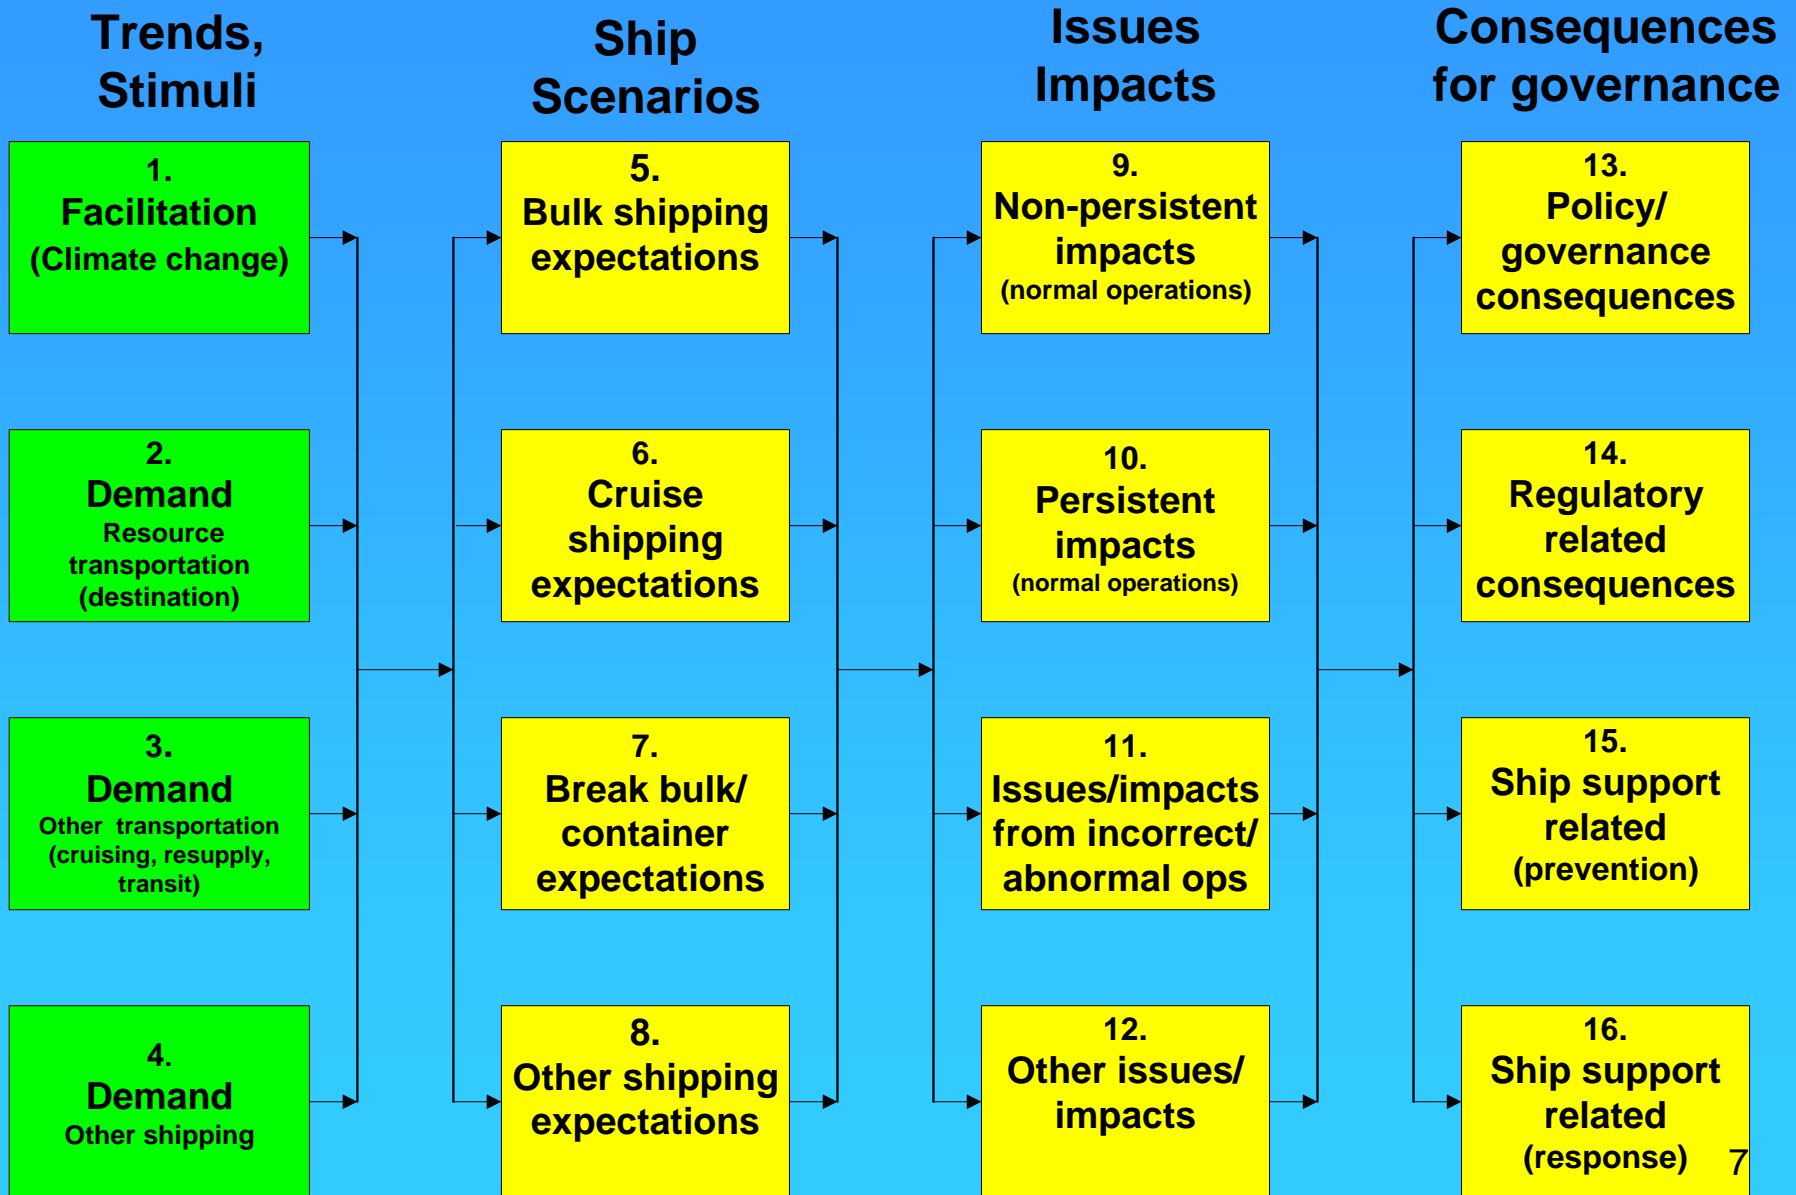 Trends,
Stimuli
Ship
Scenarios
Issues
Impacts
Consequences
for governance
1.
Facilitation
(Climate change)
2.
Demand
Resource
transportation
(destination)
3.
Demand
Other transportation
(cruising, resupply,
transit)
4.
Demand
Other shipping
5.
Bulk shipping
expectations
6.
Cruise
shipping
expectations
7.
Break bulk/
container
expectations
8.
Other shipping
expectations
9.
Non-persistent
impacts
(normal operations)
10.
Persistent
impacts
(normal operations)
11.
Issues/impacts
from incorrect/
abnormal ops
12.
Other issues/
impacts
13.
Policy/
governance
consequences
14.
Regulatory
related
consequences
15.
Ship support
related
(prevention)
16.
Ship support
related
(response)
7